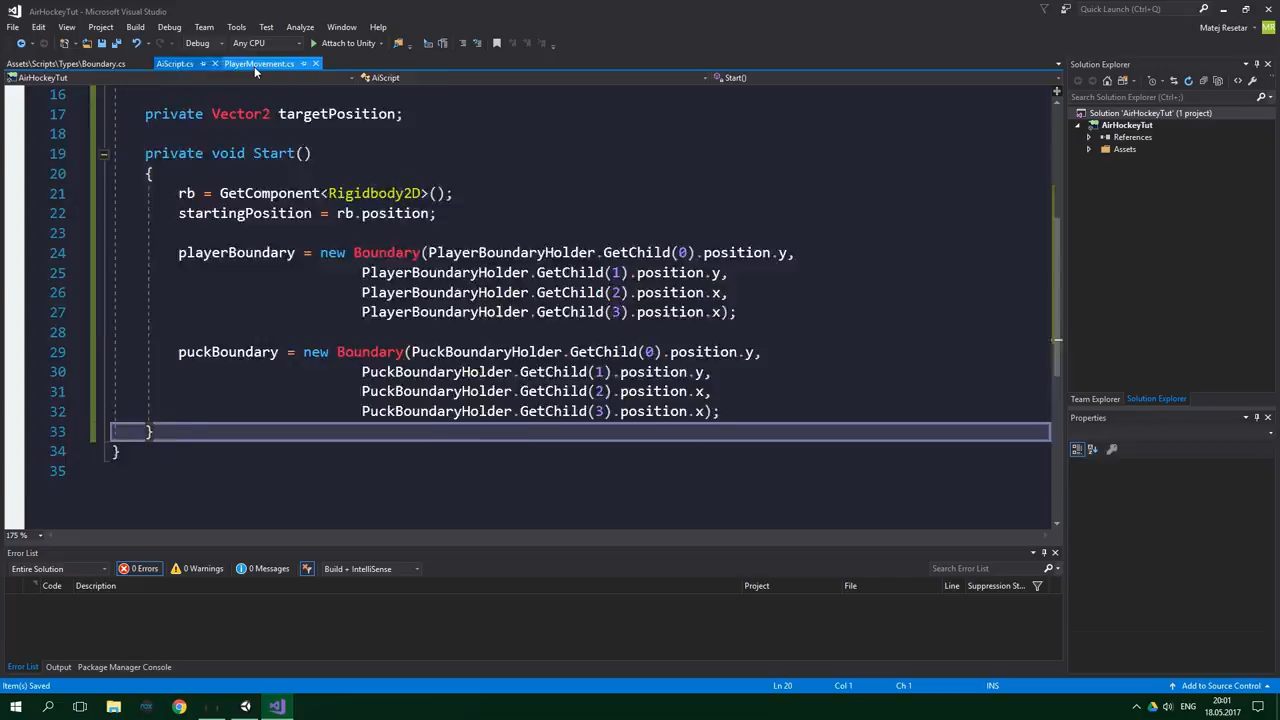 AirHockeyTut - Microsoft Visual Studio
Quick Launch (Ctrl+Q)
File Edit View Project Build Debug Team Tools Test Analyze Window Help
Matej Resetar
MR
Debug Any CPU Attach to Unity
Assets\Scripts\Types\Boundary.cs AiScript.cs PlayerMovement.cs
AirHockeyTut AiScript Start()
16
17 private Vector2 targetPosition;
18
19 private void Start()
20 {
21 rb = GetComponent<Rigidbody2D>();
22 startingPosition = rb.position;
23
24 playerBoundary = new Boundary(PlayerBoundaryHolder.GetChild(0).position.y,
25 PlayerBoundaryHolder.GetChild(1).position.y,
26 PlayerBoundaryHolder.GetChild(2).position.x,
27 PlayerBoundaryHolder.GetChild(3).position.x);
28
29 puckBoundary = new Boundary(PuckBoundaryHolder.GetChild(0).position.y,
30 PuckBoundaryHolder.GetChild(1).position.y,
31 PuckBoundaryHolder.GetChild(2).position.x,
32 PuckBoundaryHolder.GetChild(3).position.x);
33 }
34 }
35
175 %
Solution Explorer
Search Solution Explorer (Ctrl+;)
Solution 'AirHockeyTut' (1 project)
AirHockeyTut
References
Assets
Team Explorer Solution Explorer
Properties
Error List
Entire Solution 0 Errors 0 Warnings 0 Messages Build + IntelliSense Search Error List
Code Description Project File Line Suppression St...
Error List Output Package Manager Console
Item(s) Saved Ln 20 Col 1 Ch 1 INS Add to Source Control
ENG
20:01
18.05.2017